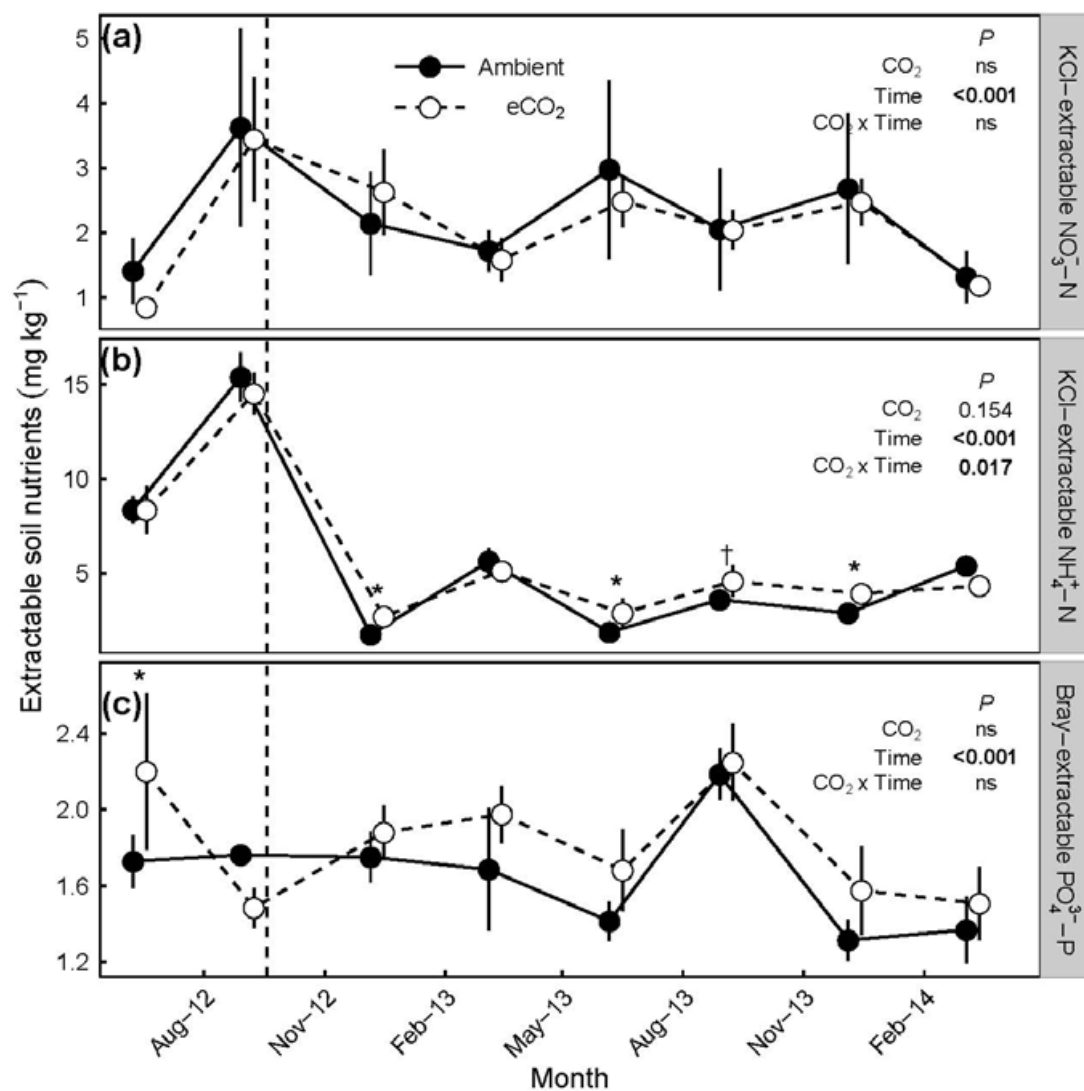 Extractable soil nutrients (mg kg⁻¹)
(a)
5
4
3
2
1
Ambient
eCO₂
P
CO₂ ns
Time <0.001
CO₂ x Time ns
KCl–extractable NO₃⁻–N
(b)
15
10
5
P
CO₂ 0.154
Time <0.001
CO₂ x Time 0.017
*
*
†
*
KCl–extractable NH₄⁺–N
(c)
*
2.4
2.0
1.6
1.2
P
CO₂ ns
Time <0.001
CO₂ x Time ns
Bray–extractable PO₄³⁻–P
Aug–12
Nov–12
Feb–13
May–13
Aug–13
Nov–13
Feb–14
Month